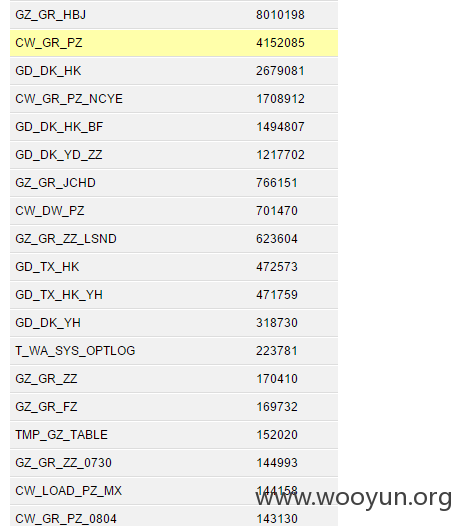 GZ_GR_HBJ 8010198
CW_GR_PZ 4152085
GD_DK_HK 2679081
CW_GR_PZ_NCYE 1708912
GD_DK_HK_BF 1494807
GD_DK_YD_ZZ 1217702
GZ_GR_JCHD 766151
CW_DW_PZ 701470
GZ_GR_ZZ_LSND 623604
GD_TX_HK 472573
GD_TX_HK_YH 471759
GD_DK_YH 318730
T_WA_SYS_OPTLOG 223781
GZ_GR_ZZ 170410
GZ_GR_FZ 169732
TMP_GZ_TABLE 152020
GZ_GR_ZZ_0730 144993
CW_LOAD_PZ_MX 144158
www.wooyun.org
CW_GR_PZ_0804 143130